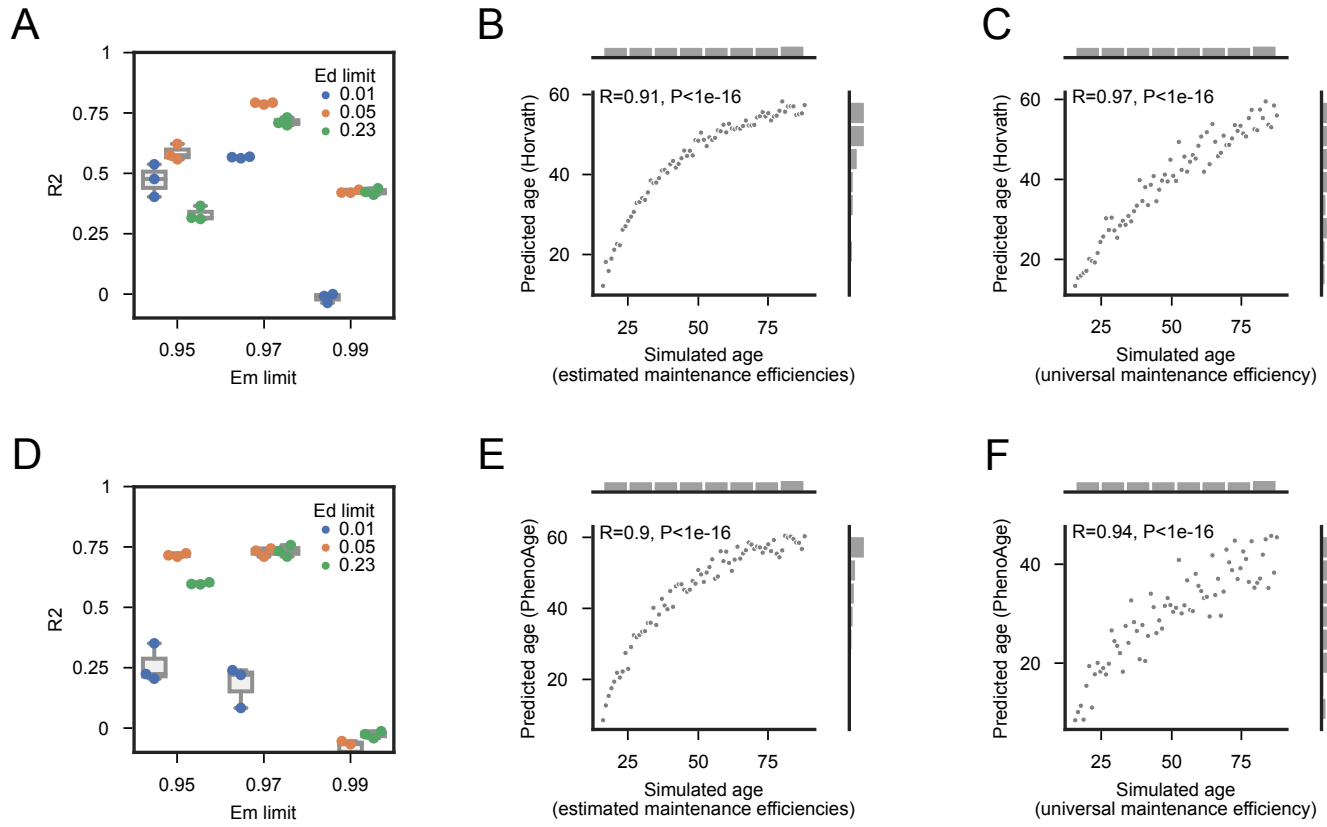 A
1
0.75
0.5
0.25
0
R2
Ed limit
0.01
0.05
0.23
0.95
0.97
0.99
Em limit
B
R=0.91, P<1e-16
60
40
20
Predicted age (Horvath)
25
50
75
Simulated age
(estimated maintenance efficiencies)
C
R=0.97, P<1e-16
60
40
20
Predicted age (Horvath)
25
50
75
Simulated age
(universal maintenance efficiency)
D
1
0.75
0.5
0.25
0
R2
Ed limit
0.01
0.05
0.23
0.95
0.97
0.99
Em limit
E
R=0.9, P<1e-16
60
40
20
Predicted age (PhenoAge)
25
50
75
Simulated age
(estimated maintenance efficiencies)
F
R=0.94, P<1e-16
40
20
Predicted age (PhenoAge)
25
50
75
Simulated age
(universal maintenance efficiency)